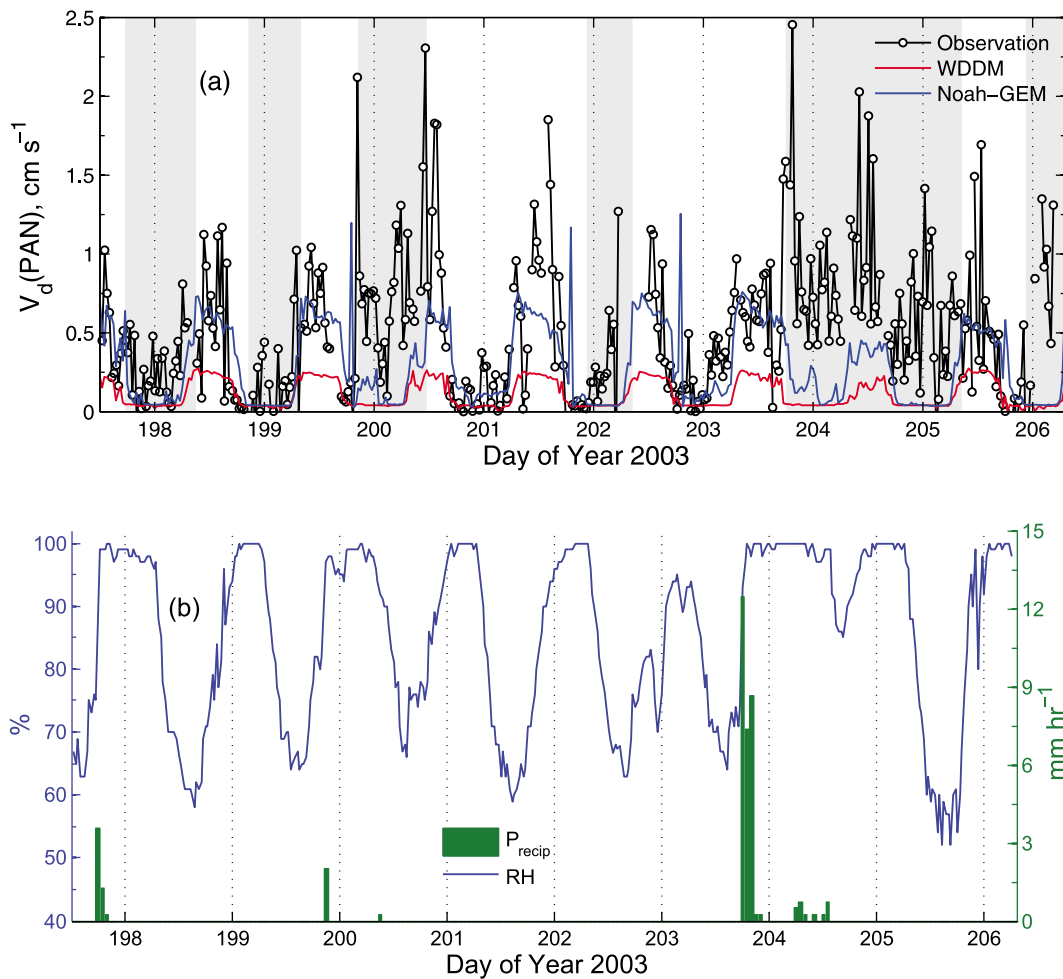 2.5
2
1.5
1
0.5
0
V_d(PAN), cm s⁻¹
(a)
Observation
WDDM
Noah−GEM
198 199 200 201 202 203 204 205 206
Day of Year 2003
100
90
80
70
60
50
40
%
(b)
P_recip
RH
15
12
9
6
3
0
mm hr⁻¹
198 199 200 201 202 203 204 205 206
Day of Year 2003